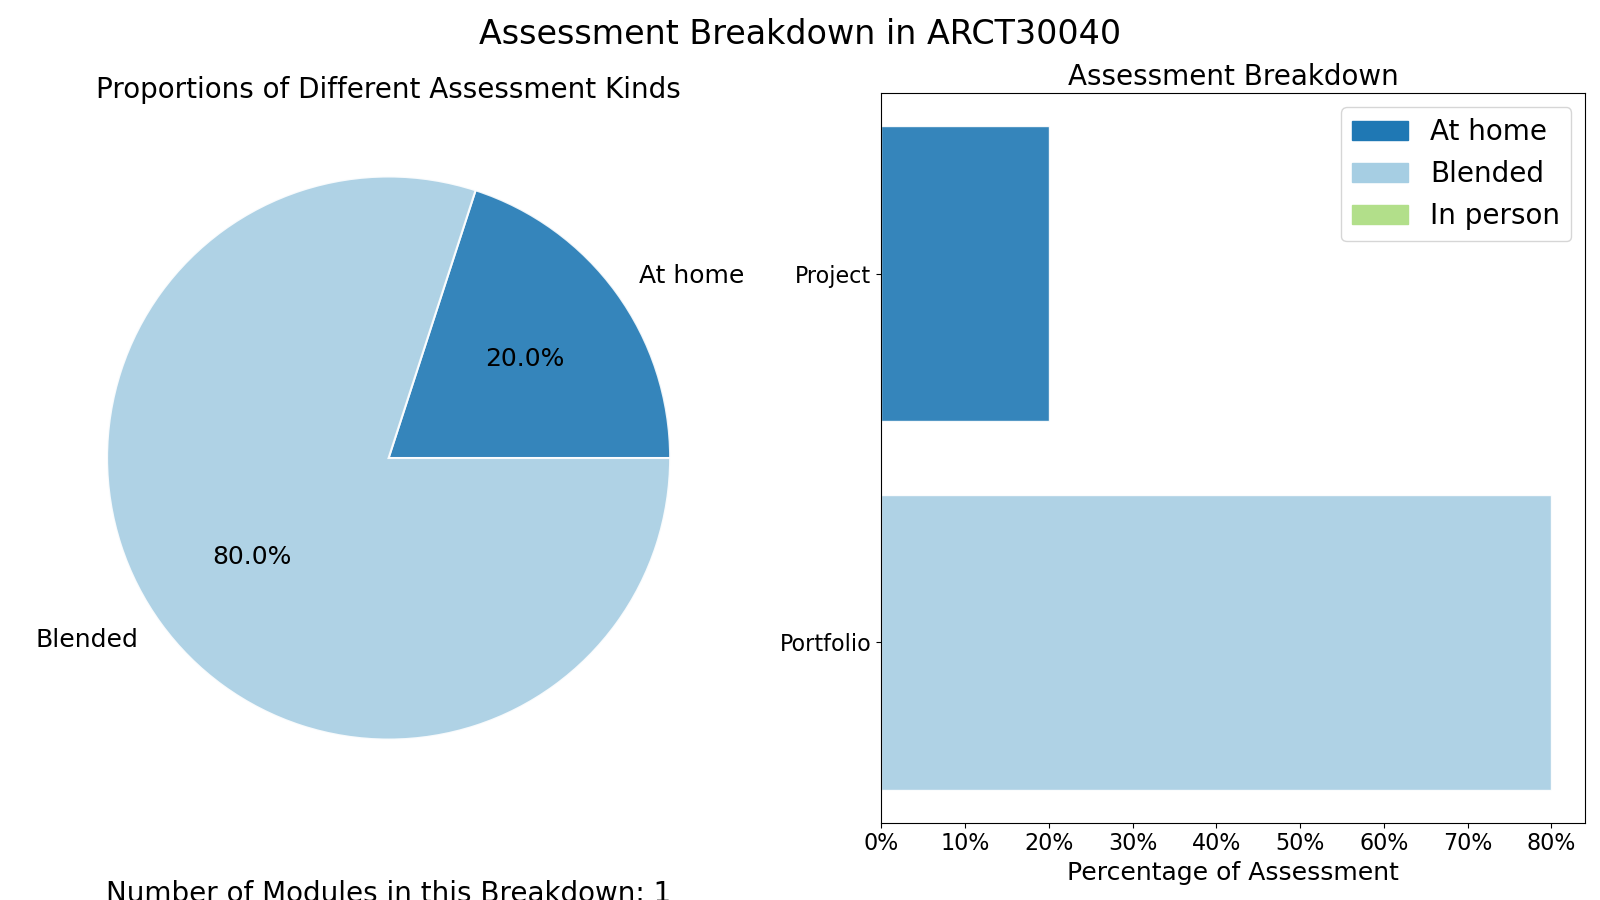 Assessment Breakdown in ARCT30040
Proportions of Different Assessment Kinds
At home
20.0%
80.0%
Blended
Number of Modules in this Breakdown: 1
Assessment Breakdown
At home
Blended
In person
Project
Portfolio
0% 10% 20% 30% 40% 50% 60% 70% 80%
Percentage of Assessment